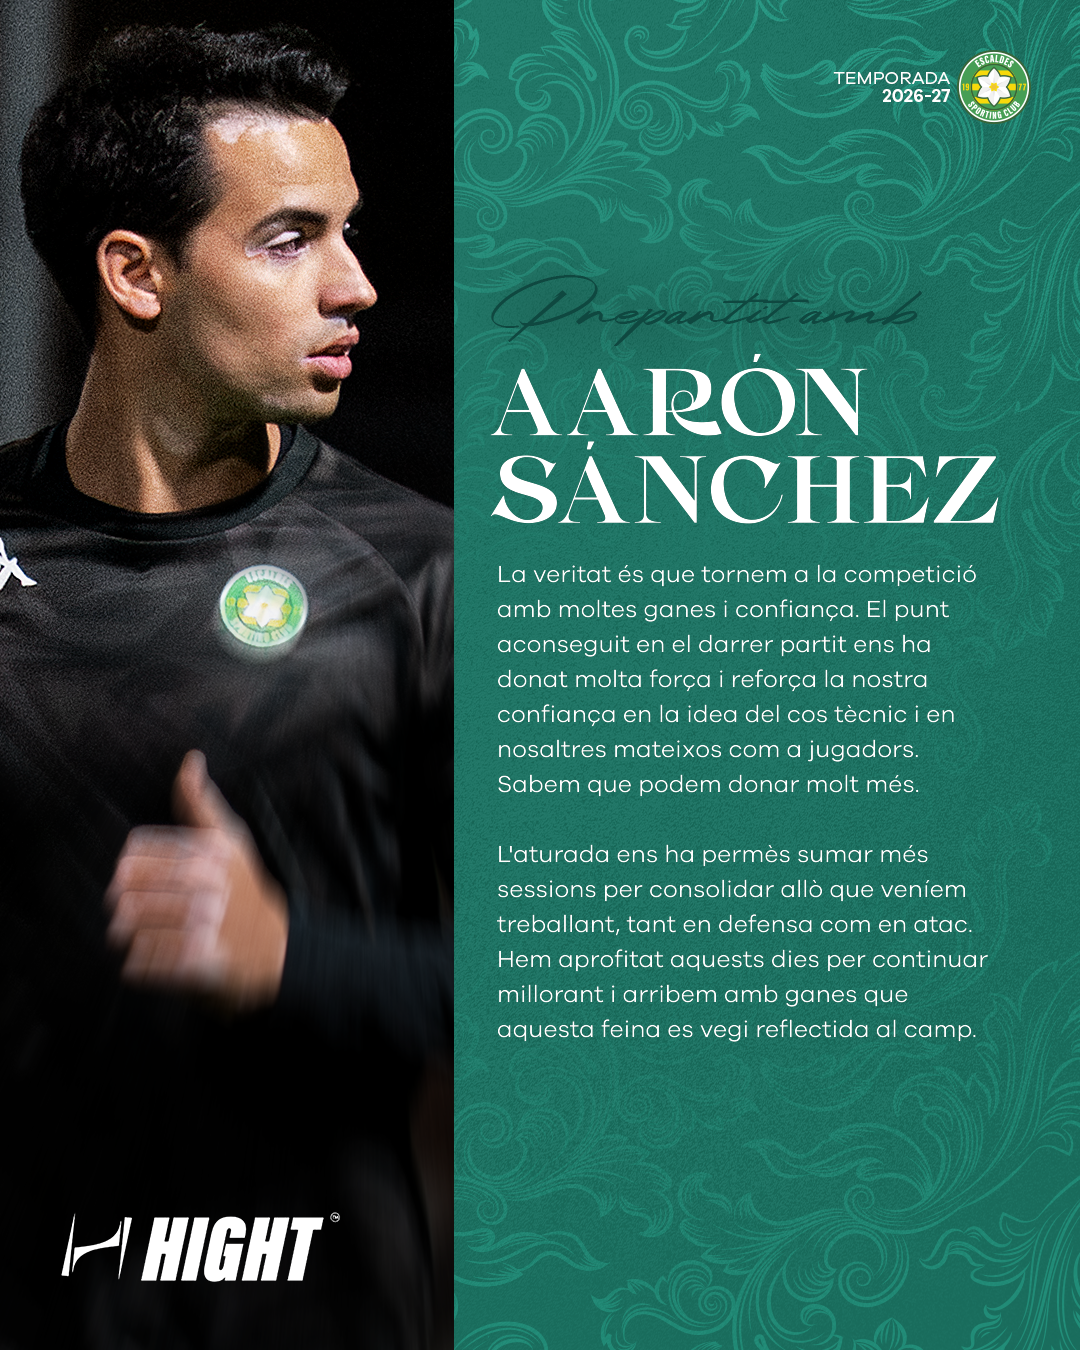 TEMPORADA
2026-27
ESCALDES
19 77
SPORTING CLUB
Prepartit amb
AARÓN
SÁNCHEZ
La veritat és que tornem a la competició
amb moltes ganes i confiança. El punt
aconseguit en el darrer partit ens ha
donat molta força i reforça la nostra
confiança en la idea del cos tècnic i en
nosaltres mateixos com a jugadors.
Sabem que podem donar molt més.
L'aturada ens ha permès sumar més
sessions per consolidar allò que veníem
treballant, tant en defensa com en atac.
Hem aprofitat aquests dies per continuar
millorant i arribem amb ganes que
aquesta feina es vegi reflectida al camp.
HIGHT™